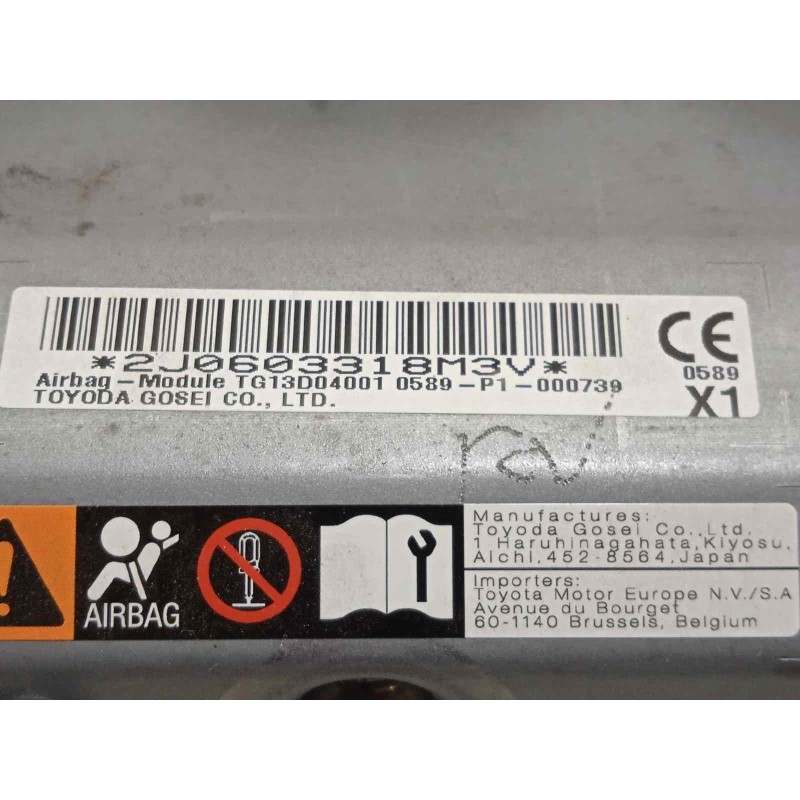 *2J0603318M3V*
Airbag-Module TG13D04001 0589-P1-000739
TOYODA GOSEI CO., LTD.
CE
0589
X1
AIRBAG
Manufactures:
Toyoda Gosei Co.,Ltd.
1 Haruhinagahata,Kiyosu,
Aichi,452-8564,Japan
Importers:
Toyota Motor Europe N.V./S.A
Avenue du Bourget
60-1140 Brussels, Belgium